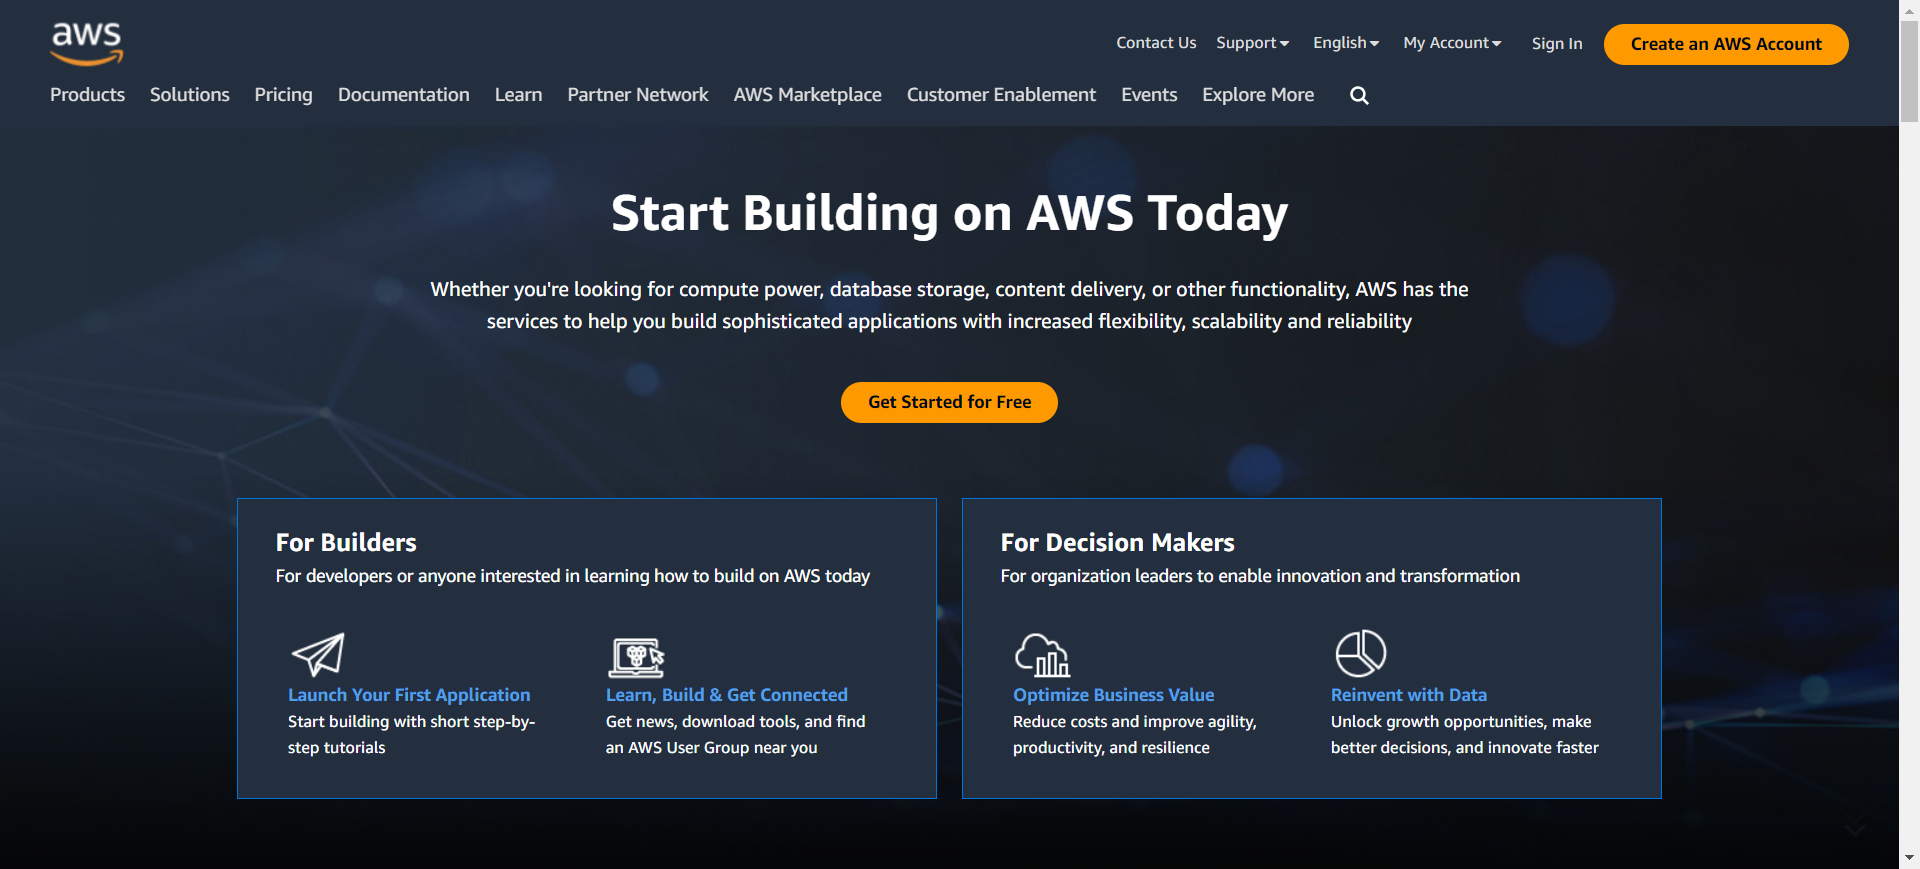 aws
Contact Us Support English My Account Sign In Create an AWS Account
Products Solutions Pricing Documentation Learn Partner Network AWS Marketplace Customer Enablement Events Explore More
Start Building on AWS Today
Whether you're looking for compute power, database storage, content delivery, or other functionality, AWS has the
services to help you build sophisticated applications with increased flexibility, scalability and reliability
Get Started for Free
For Builders
For developers or anyone interested in learning how to build on AWS today
Launch Your First Application
Start building with short step-by-
step tutorials
Learn, Build & Get Connected
Get news, download tools, and find
an AWS User Group near you
For Decision Makers
For organization leaders to enable innovation and transformation
Optimize Business Value
Reduce costs and improve agility,
productivity, and resilience
Reinvent with Data
Unlock growth opportunities, make
better decisions, and innovate faster